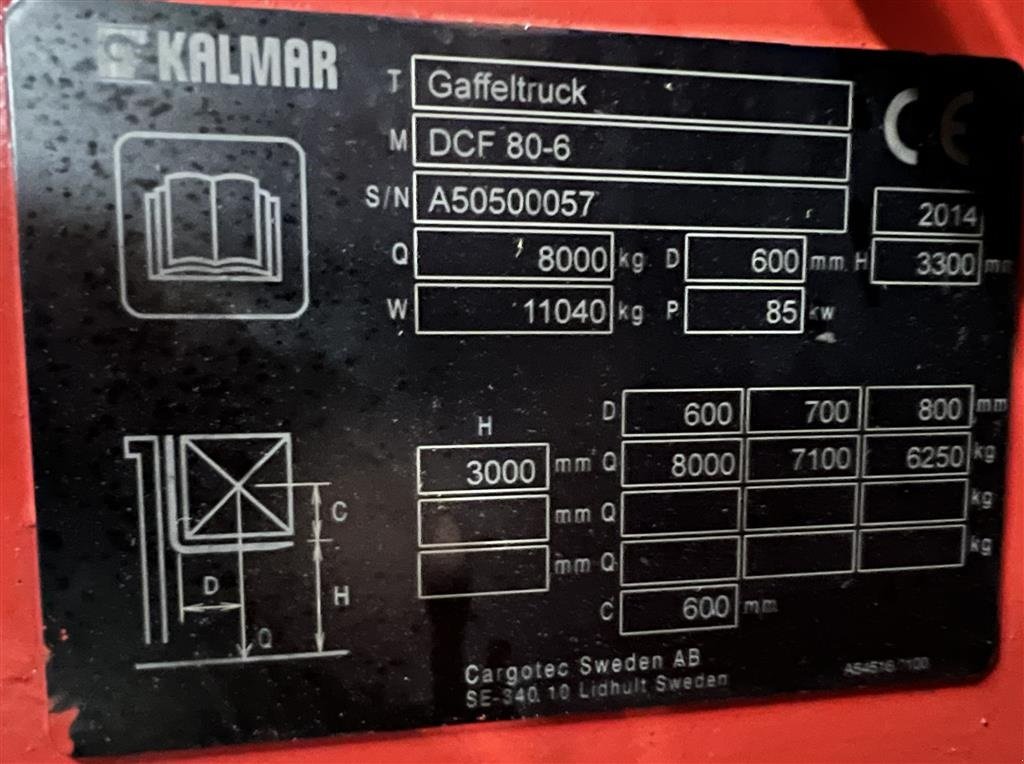 KALMAR
T Gaffeltruck
M DCF 80-6 CE
S/N A50500057 2014
Q 8000 kg D 600 mm H 3300 mm
W 11040 kg P 85 kw
D 600 700 800 mm
H
3000 mm Q 8000 7100 6250 kg
mm Q kg
mm Q kg
C 600 mm
C
D H
Q
Cargotec Sweden AB
SE-340 10 Lidhult Sweden